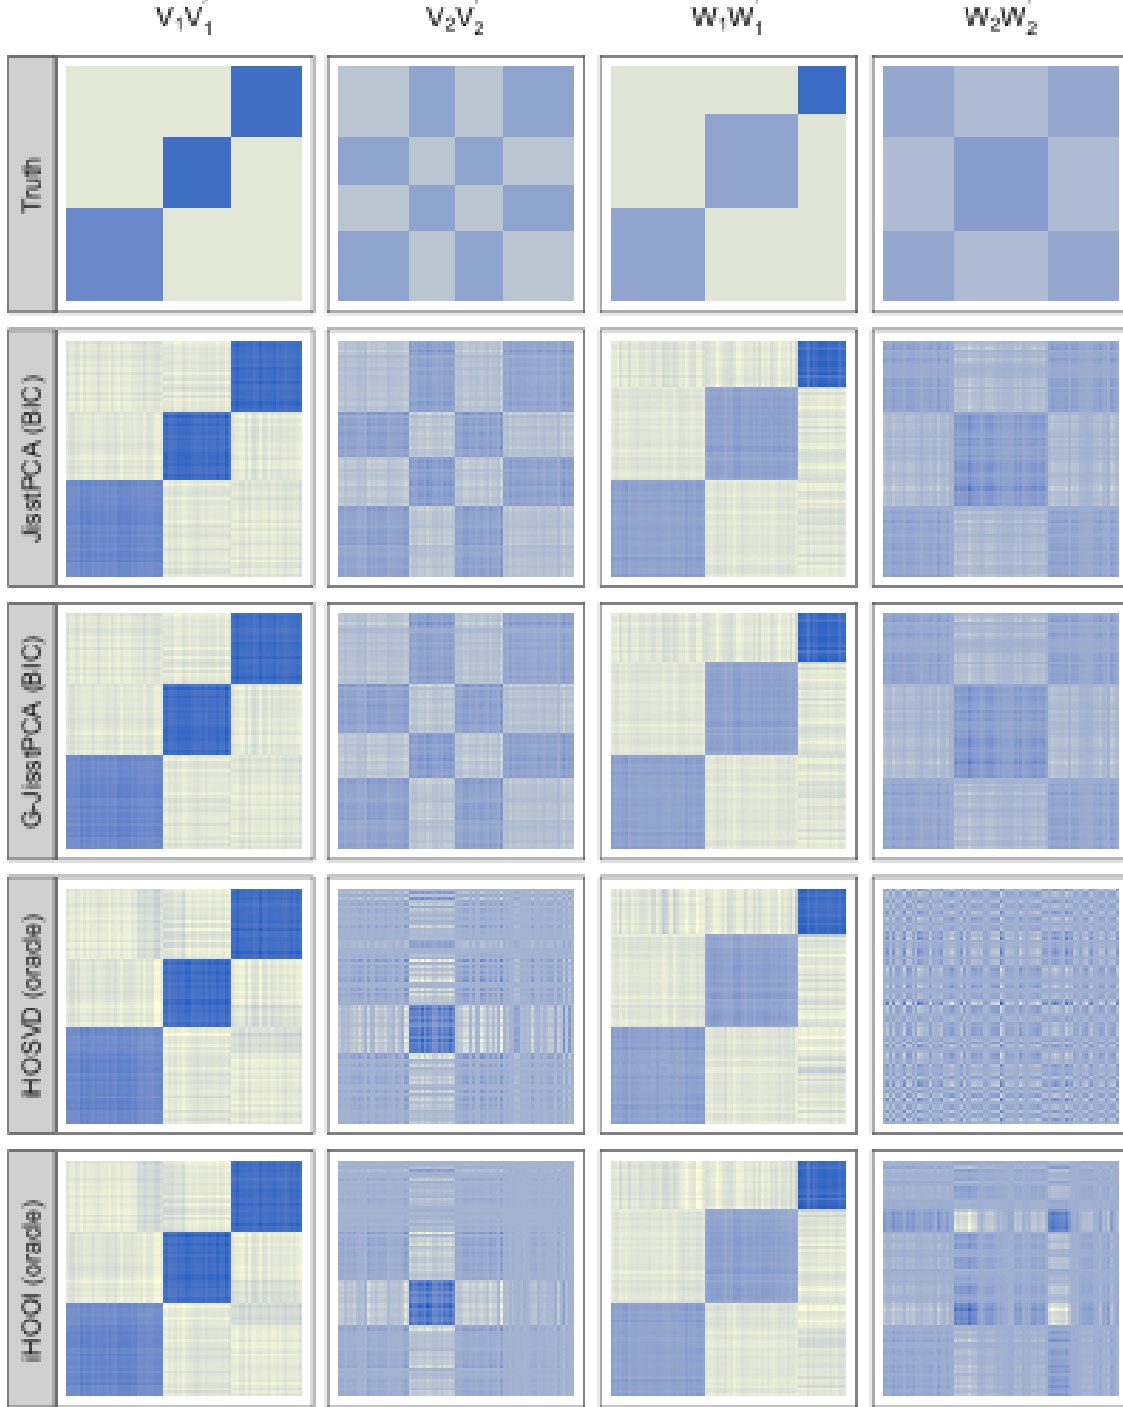 V₁V₁′
V₂V₂′
W₁W₁′
W₂W₂′
Truth
JisstPCA (BIC)
G-JisstPCA (BIC)
iHOSVD (oracle)
iHOOI (oracle)